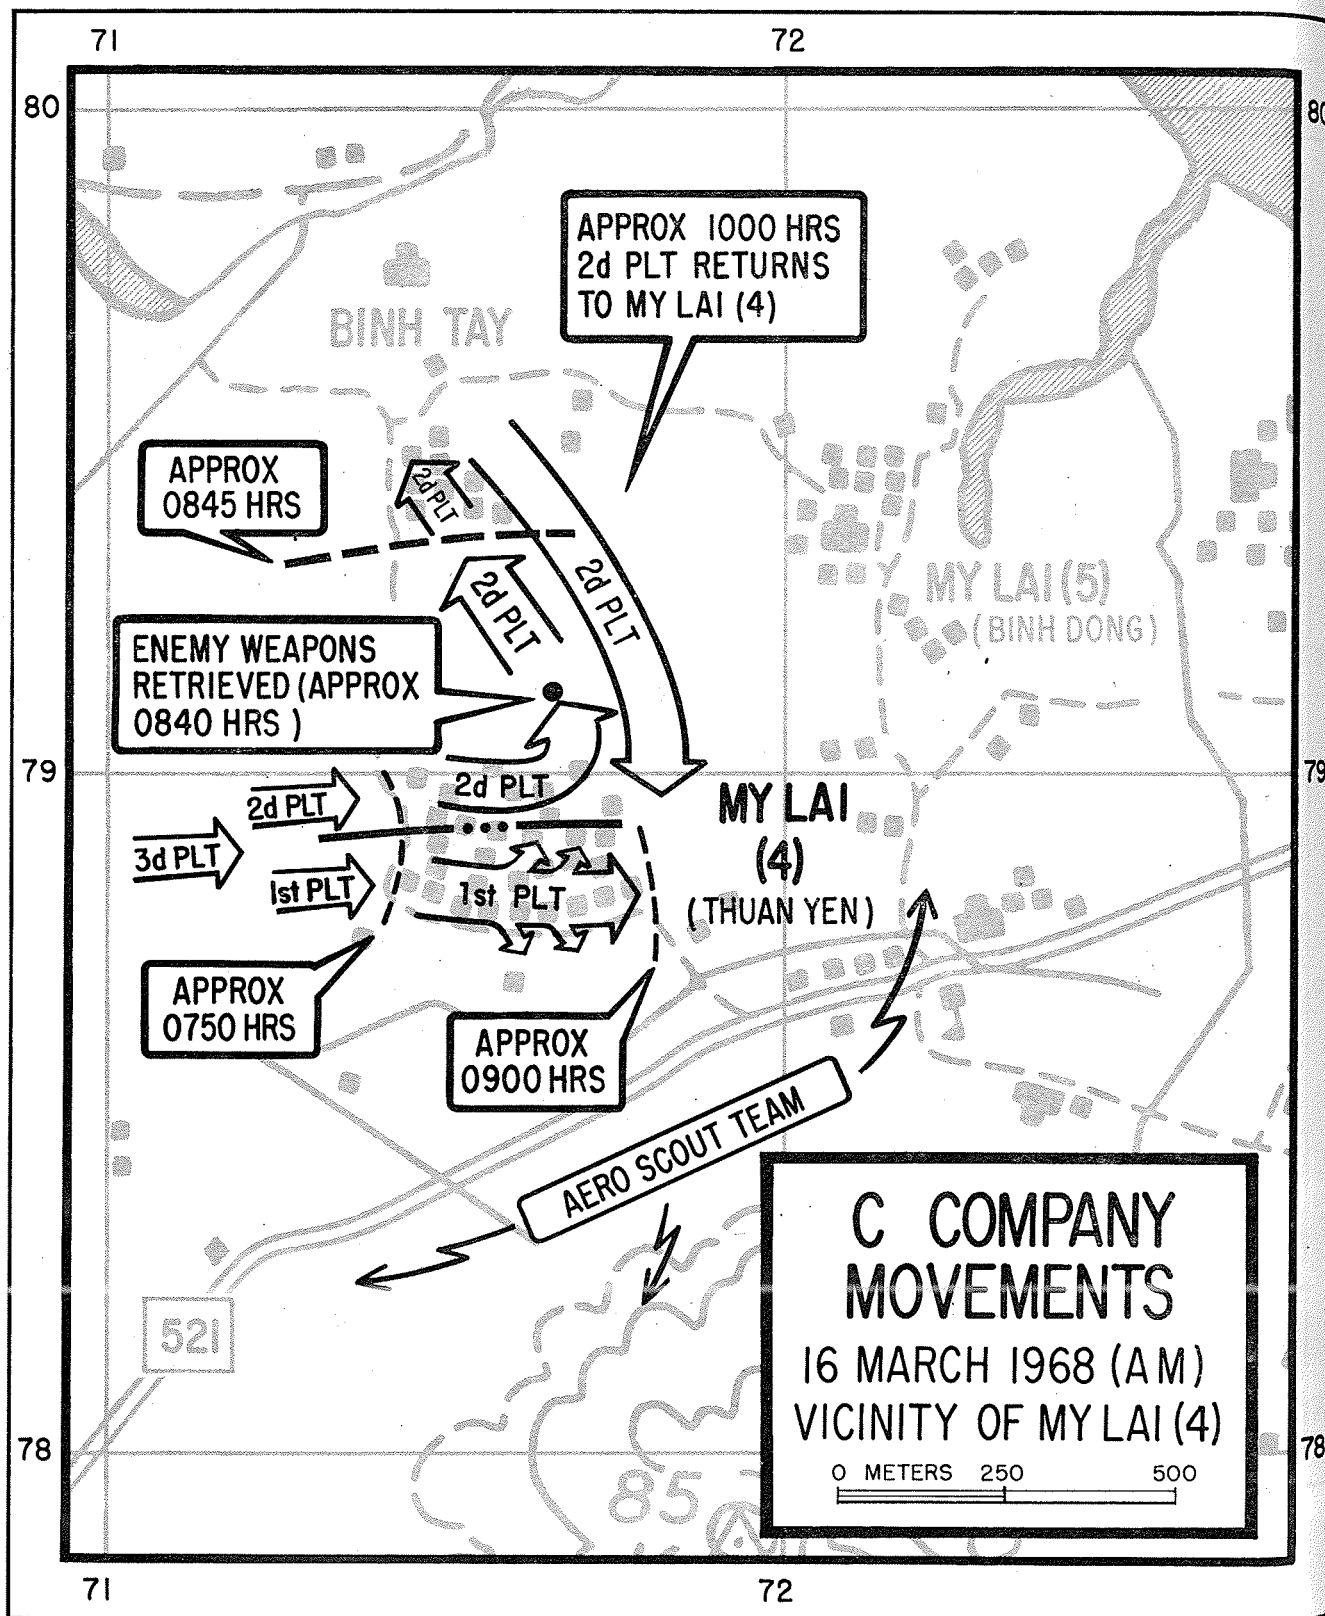 71
72
80
80
APPROX 1000 HRS
2d PLT RETURNS
TO MY LAI (4)
BINH TAY
APPROX
0845 HRS
2d PLT
2d PLT
2d PLT
MY LAI (5)
(BINH DONG)
ENEMY WEAPONS
RETRIEVED (APPROX
0840 HRS )
79
79
2d PLT
2d PLT
3d PLT
1st PLT
1st PLT
MY LAI
(4)
(THUAN YEN)
APPROX
0750 HRS
APPROX
0900 HRS
AERO SCOUT TEAM
521
C COMPANY
MOVEMENTS
16 MARCH 1968 (AM)
VICINITY OF MY LAI (4)
0 METERS 250 500
78
78
85
71
72